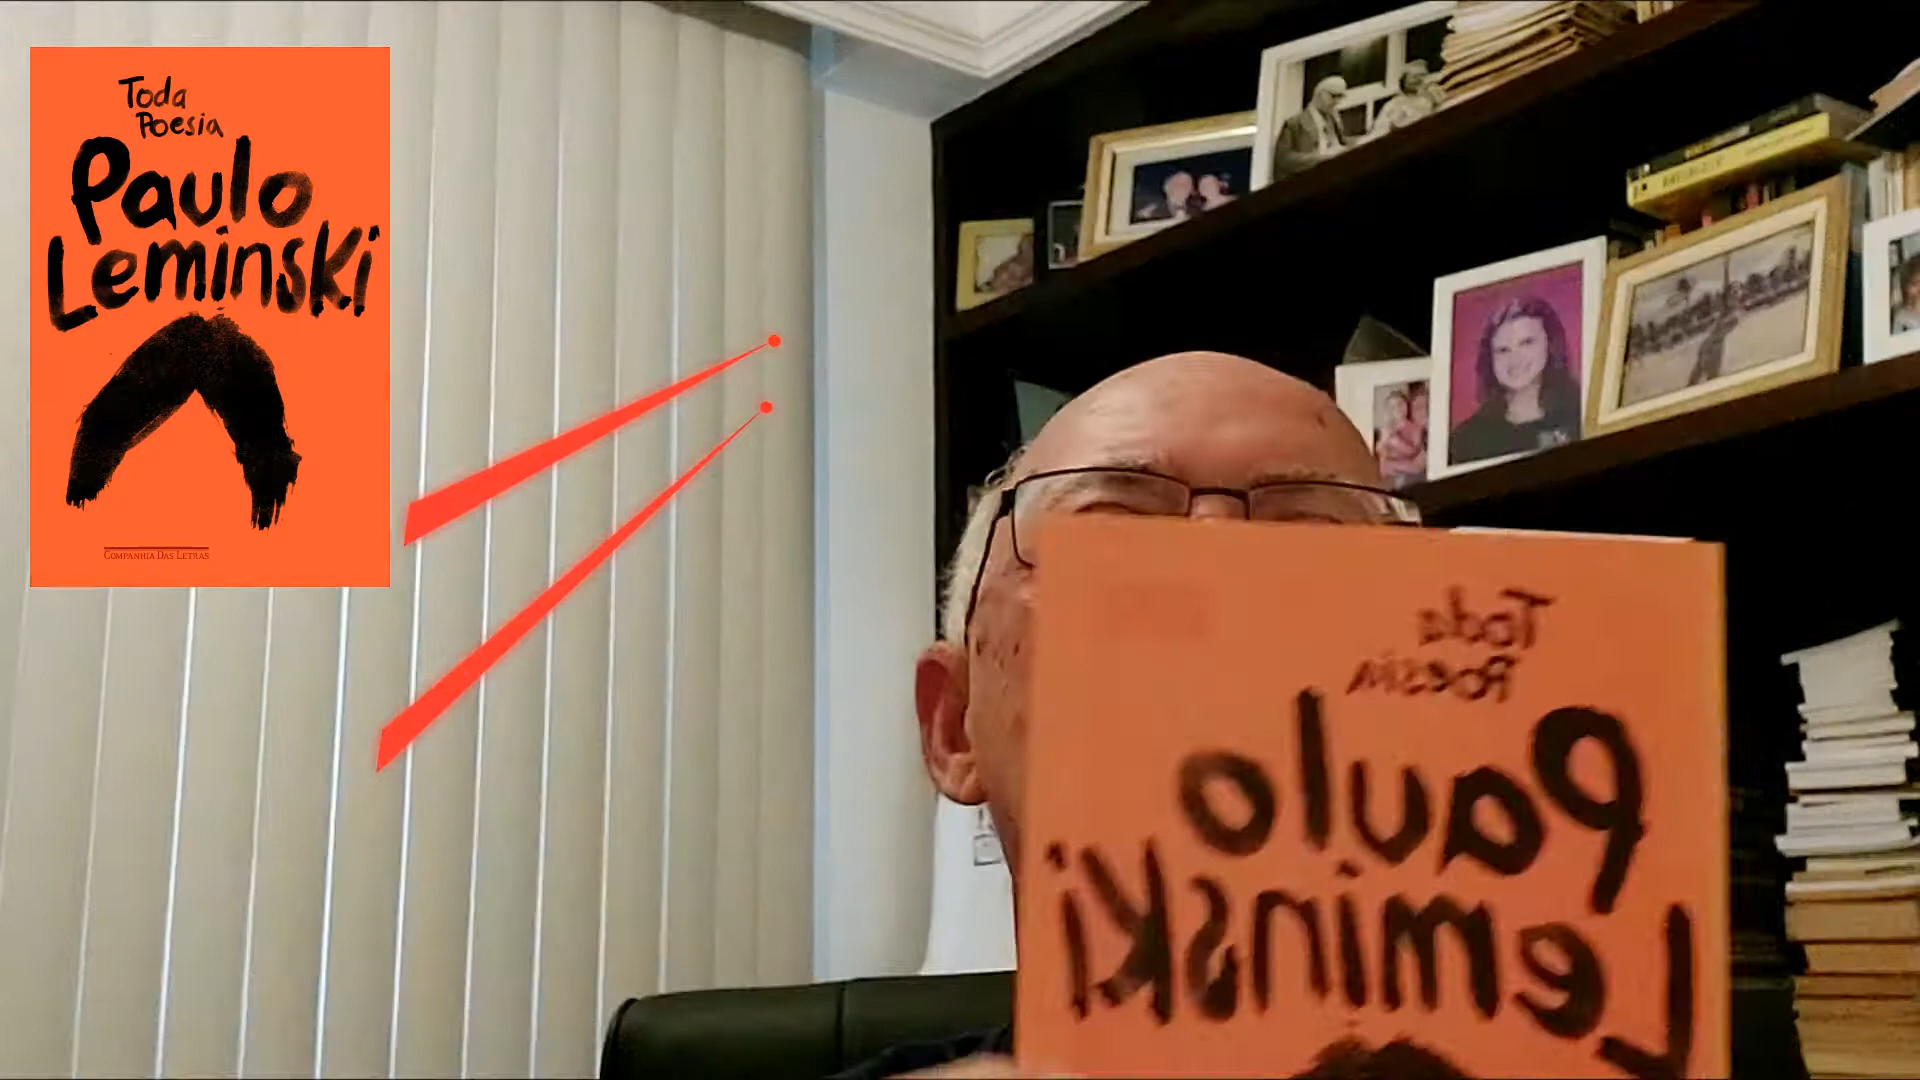 Toda
Poesia
Paulo
Leminski
COMPANHIA DAS LETRAS
Toda
Poesia
Paulo
Leminski